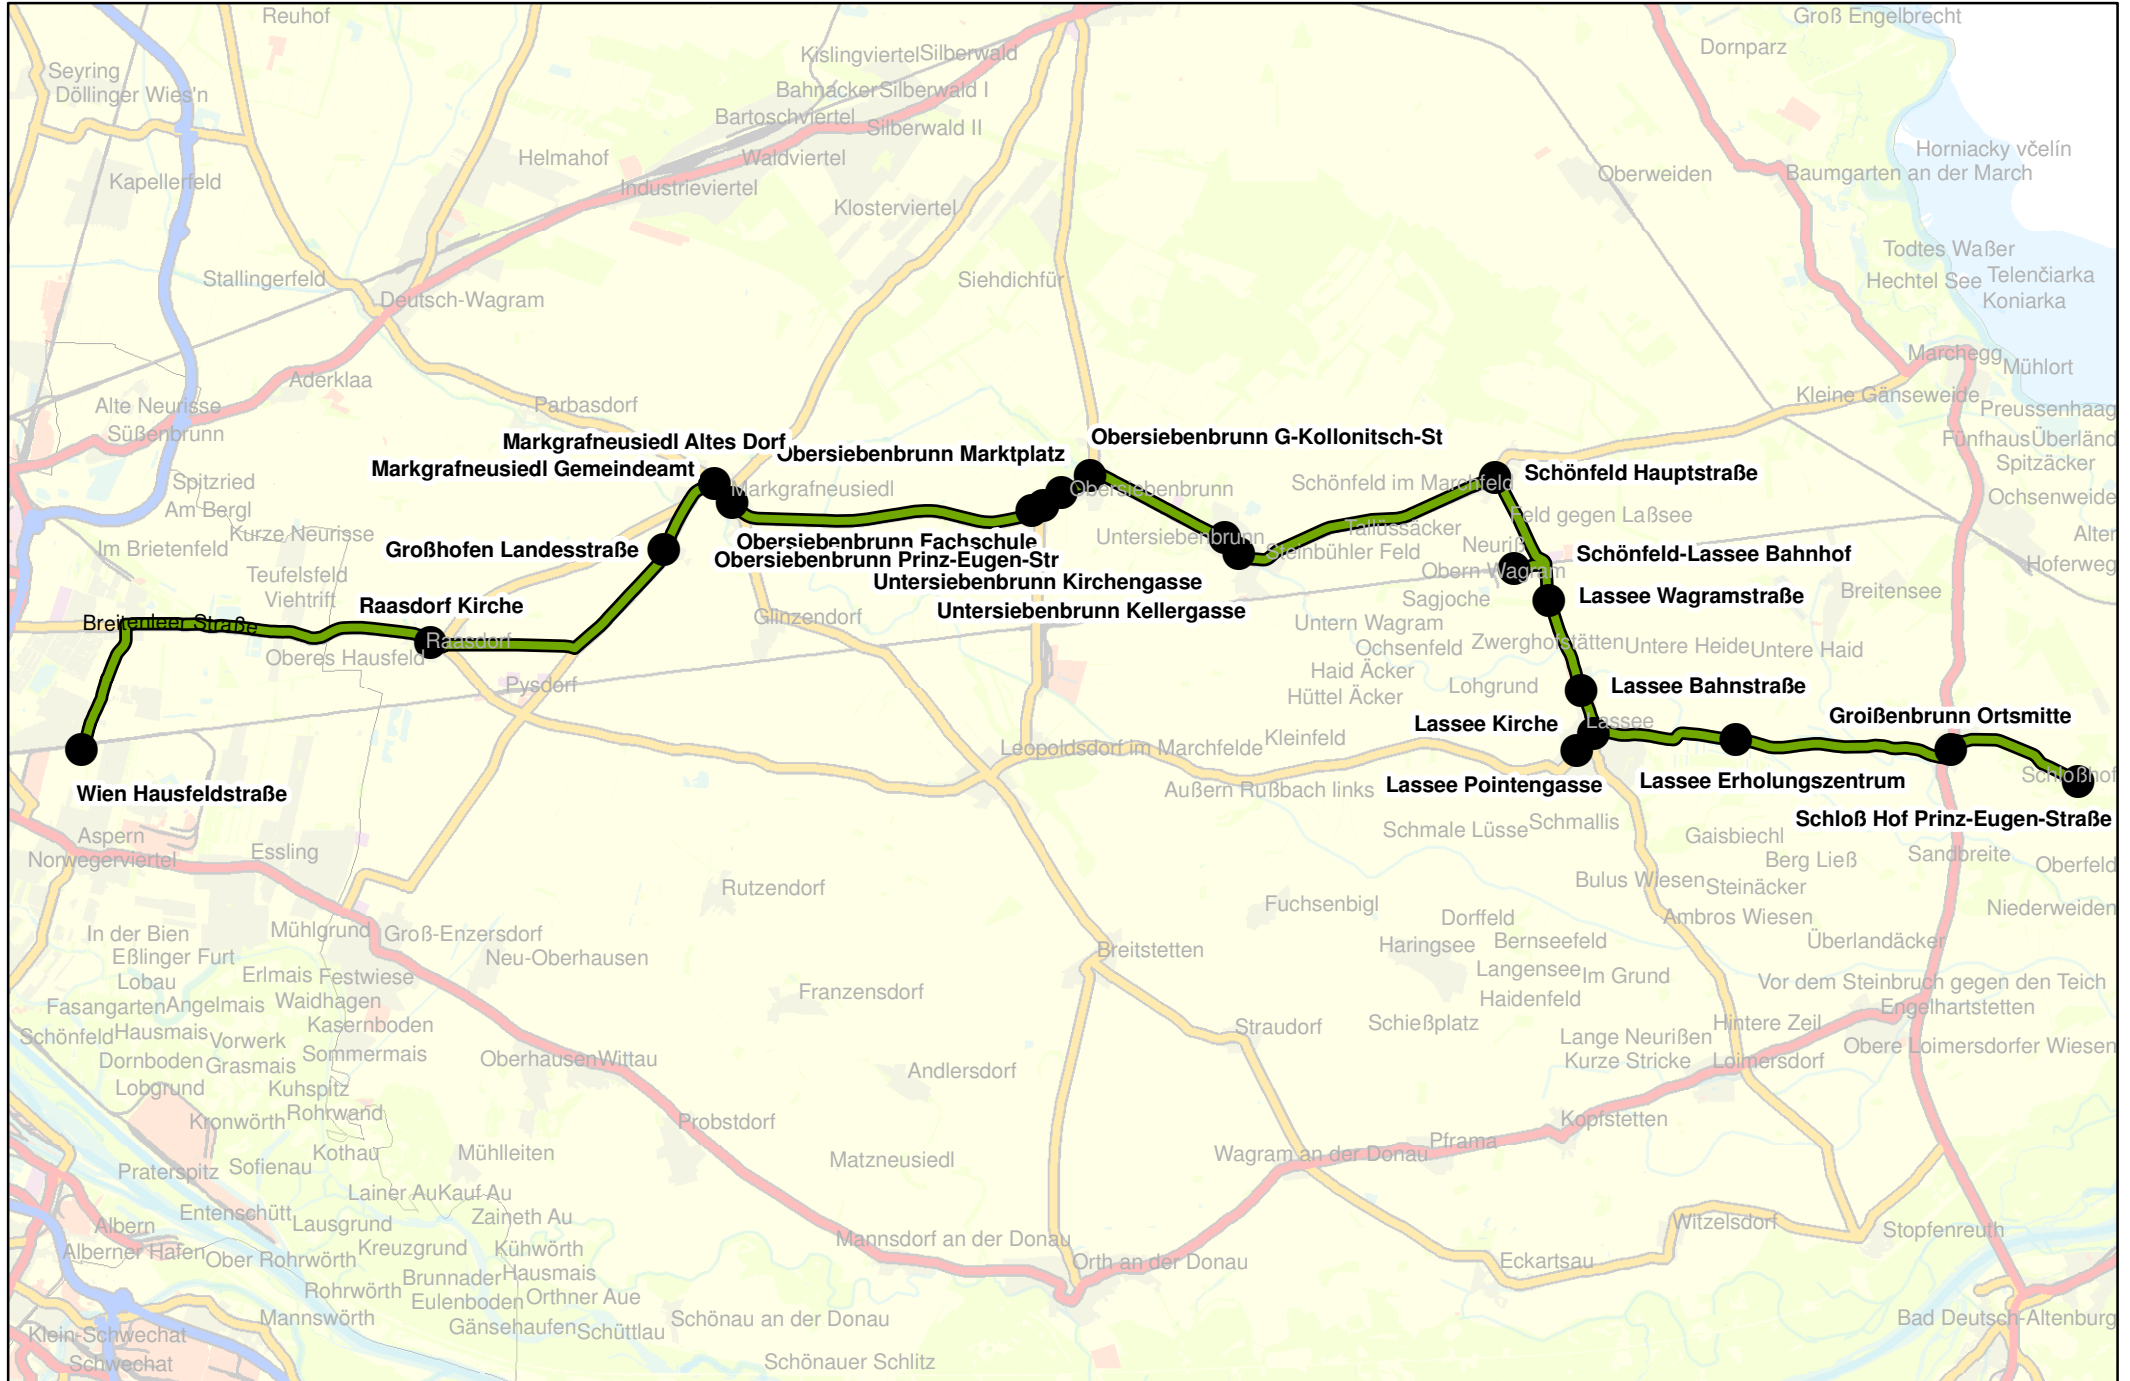 Reuhof
Groß Engelbrecht
Dornparz
Kislingviertel
Silberwald
Seyring
Döllinger Wies'n
Bahnäcker
Silberwald I
Bartoschviertel
Silberwald II
Helmahof
Waldviertel
Horniacky včelín
Kapellerfeld
Industrieviertel
Oberweiden
Baumgarten an der March
Klosterviertel
Todtes Waßer
Stallingerfeld
Siehdichfür
Hechtel See
Telenčiarka
Koniarka
Deutsch-Wagram
Marchegg
Mühlort
Aderklaa
Kleine Gänseweide
Alte Neurisse
Parbasdorf
Preussenhaag
Süßenbrunn
Markgrafneusiedl Altes Dorf
Obersiebenbrunn Marktplatz
Obersiebenbrunn G-Kollonitsch-St
Fünfhaus
Überländ
Markgrafneusiedl Gemeindeamt
Schönfeld Hauptstraße
Spitzäcker
Spitzried
Markgrafneusiedl
Obersiebenbrunn
Schönfeld im Marchfeld
Ochsenweide
Am Bergl
Feld gegen Laßsee
Kurze Neurisse
Tallüssäcker
Alter
Im Brietenfeld
Großhofen Landesstraße
Obersiebenbrunn Fachschule
Untersiebenbrunn
Steinbühler Feld
Neuriß
Schönfeld-Lassee Bahnhof
Obersiebenbrunn Prinz-Eugen-Str
Hoferweg
Teufelsfeld
Untersiebenbrunn Kirchengasse
Obern Wagram
Breitensee
Viehtrift
Raasdorf Kirche
Untersiebenbrunn Kellergasse
Sagjoche
Lassee Wagramstraße
Breitenleer Straße
Glinzendorf
Untern Wagram
Raasdorf
Ochsenfeld
Zwerghofstätten
Untere Heide
Untere Haid
Oberes Hausfeld
Haid Äcker
Pysdorf
Hüttel Äcker
Lohgrund
Lassee Bahnstraße
Lassee Kirche
Lassee
Groißenbrunn Ortsmitte
Leopoldsdorf im Marchfelde
Kleinfeld
Schloßhof
Wien Hausfeldstraße
Außern Rußbach links
Lassee Pointengasse
Lassee Erholungszentrum
Schloß Hof Prinz-Eugen-Straße
Aspern
Schmale Lüsse
Schmallis
Gaisbiechl
Norwegerviertel
Essling
Berg Ließ
Sandbreite
Oberfeld
Rutzendorf
Bulus Wiesen
Steinäcker
Fuchsenbigl
Dorffeld
Ambros Wiesen
Niederweiden
In der Bien
Mühlgrund
Groß-Enzersdorf
Haringsee
Bernseefeld
Überlandäcker
Eßlinger Furt
Neu-Oberhausen
Breitstetten
Lobau
Erlmais
Festwiese
Langensee
Im Grund
Vor dem Steinbruch gegen den Teich
Fasangarten
Angelmais
Waidhagen
Franzensdorf
Haidenfeld
Engelhartstetten
Schönfeld
Hausmais
Vorwerk
Kasernboden
Straudorf
Schießplatz
Lange Neurißen
Hintere Zeil
Dornboden
Grasmais
Sommermais
Oberhausen
Wittau
Kurze Stricke
Loimersdorf
Obere Loimersdorfer Wiesen
Lobgrund
Kuhspitz
Andlersdorf
Kronwörth
Rohrwand
Probstdorf
Kopfstetten
Kothau
Mühlleiten
Matzneusiedl
Wagram an der Donau
Pframa
Praterspitz
Sofienau
Lainer Au
Kauf Au
Entenschütt
Lausgrund
Zaineth Au
Witzelsdorf
Albern
Stopfenreuth
Alberner Hafen
Ober Rohrwörth
Kreuzgrund
Kühwörth
Mannsdorf an der Donau
Orth an der Donau
Eckartsau
Rohrwörth
Brunnader
Hausmais
Eulenboden
Orthner Aue
Mannswörth
Gänsehaufen
Schüttlau
Schönau an der Donau
Bad Deutsch-Altenburg
Klein-Schwechat
Schwechat
Schönauer Schlitz